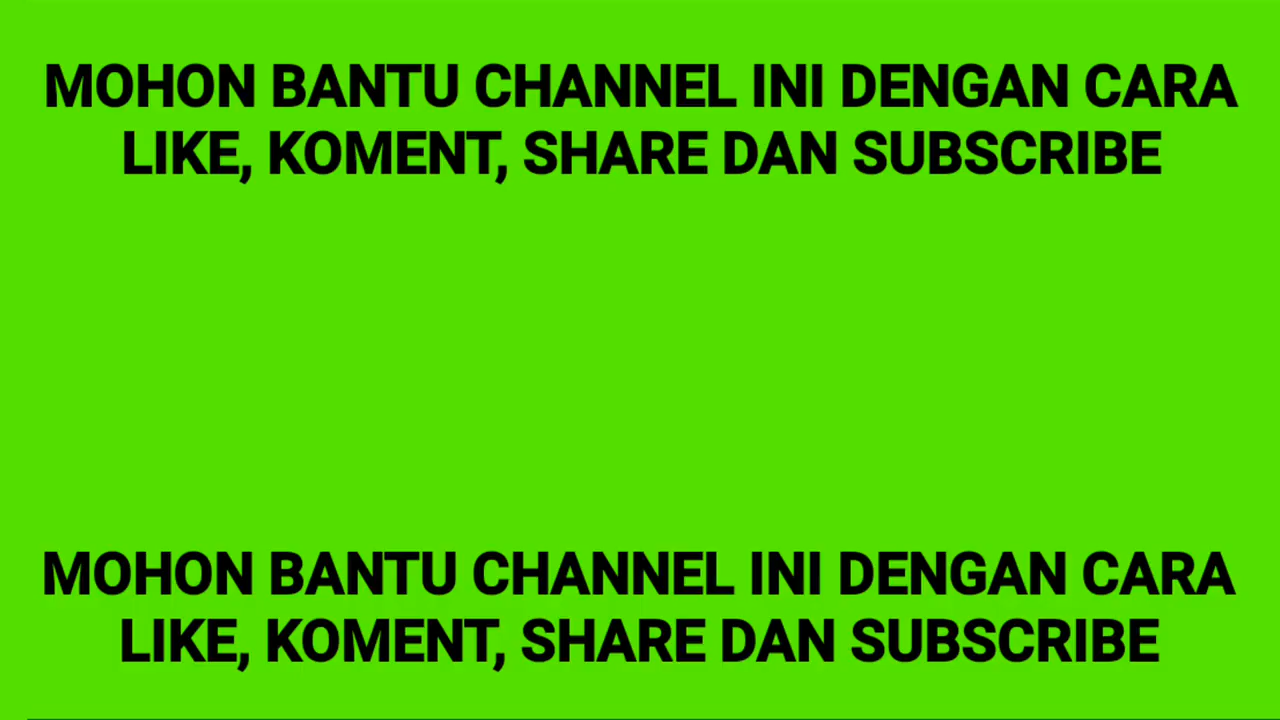 MOHON BANTU CHANNEL INI DENGAN CARA
LIKE, KOMENT, SHARE DAN SUBSCRIBE
MOHON BANTU CHANNEL INI DENGAN CARA
LIKE, KOMENT, SHARE DAN SUBSCRIBE